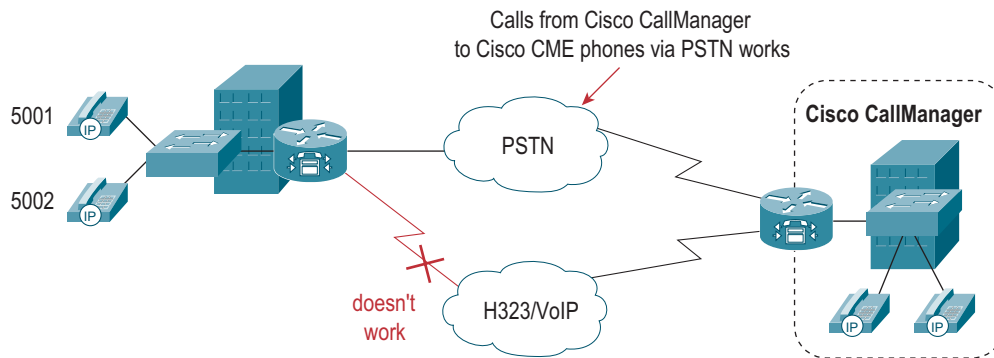 Calls from Cisco CallManager
to Cisco CME phones via PSTN works
5001
IP
5002
IP
PSTN
Cisco CallManager
doesn't
work
H323/VoIP
IP
IP